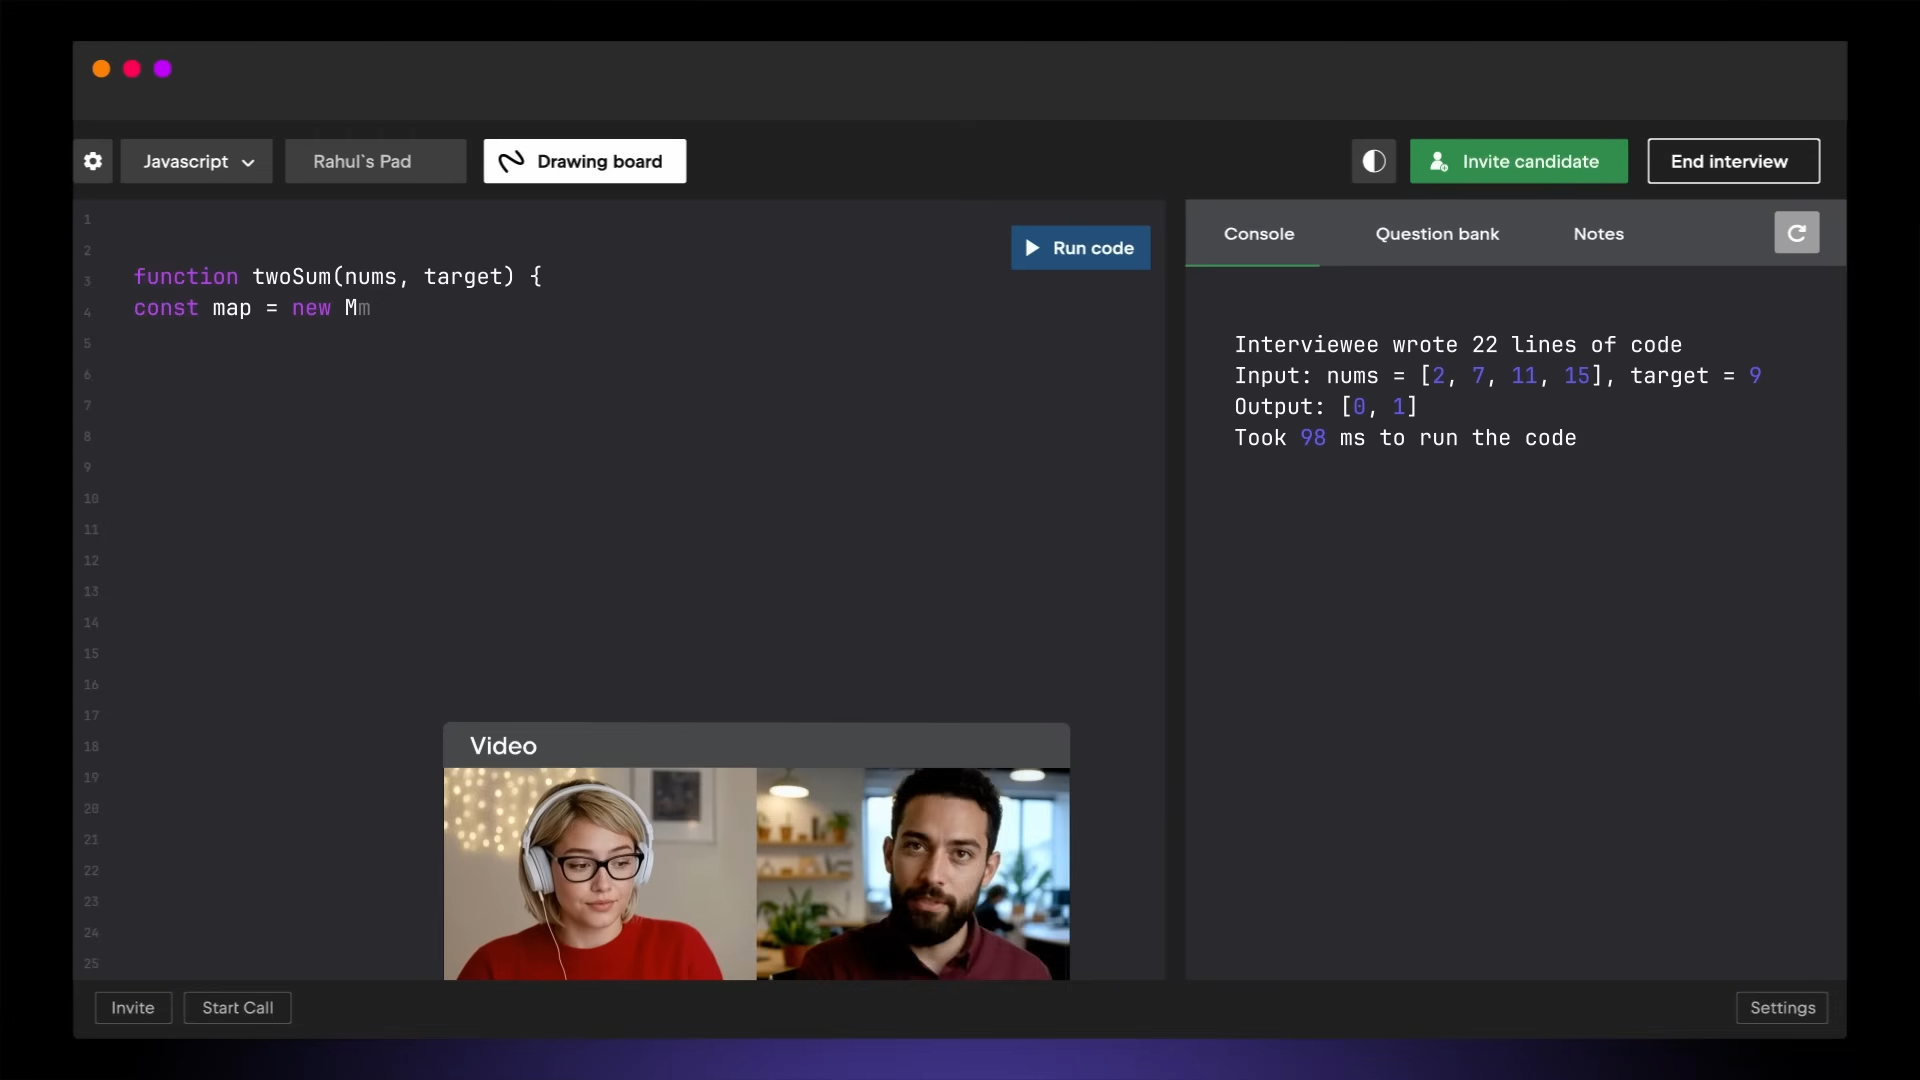 Javascript
Rahul`s Pad
Drawing board
Invite candidate
End interview
Run code
1
2
3
4
5
6
7
8
9
10
11
12
13
14
15
16
17
18
19
20
21
22
23
24
25
function twoSum(nums, target) {
const map = new Mm
Console
Question bank
Notes
Interviewee wrote 22 lines of code
Input: nums = [2, 7, 11, 15], target = 9
Output: [0, 1]
Took 98 ms to run the code
Video
Invite
Start Call
Settings